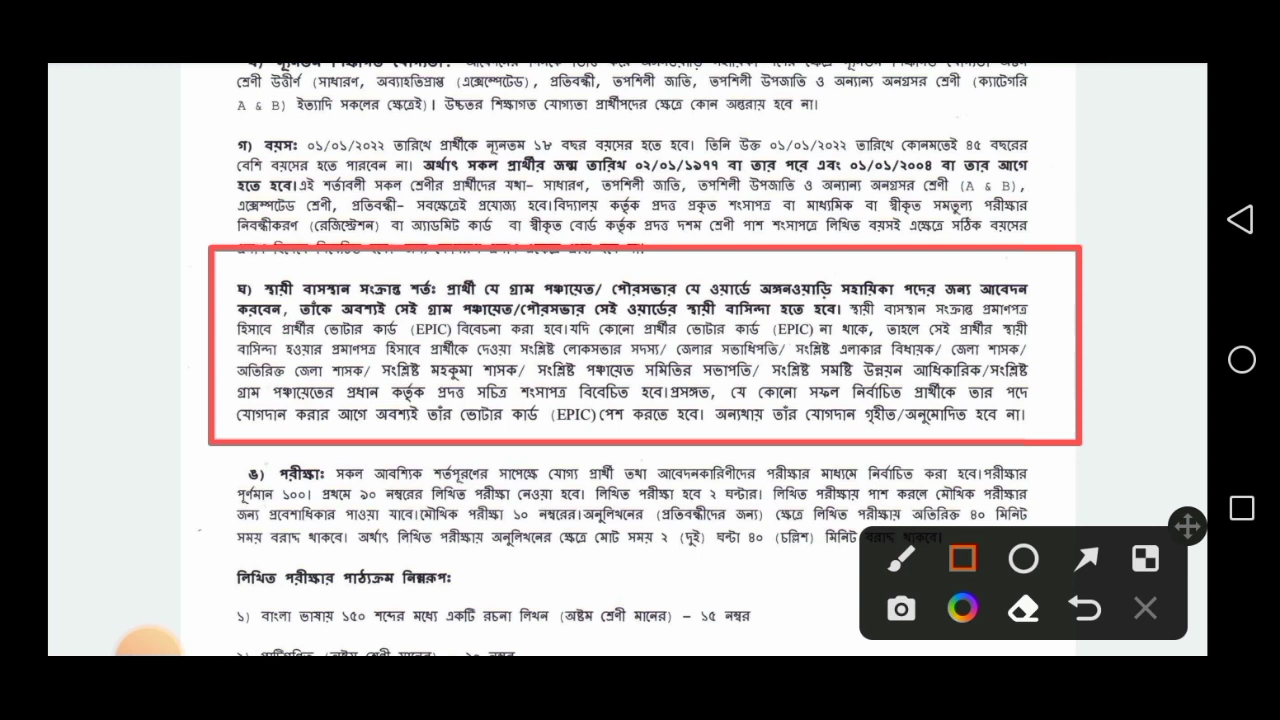 শ্রেণী উত্তীর্ণ (সাধারণ, অব্যাহতিপ্রাপ্ত (এক্সেম্পটেড), প্রতিবন্ধী, তপশিলী জাতি, তপশিলী উপজাতি ও অন্যান্য অনগ্রসর শ্রেণী (ক্যাটেগরি
A & B) ইত্যাদি সকলের ক্ষেত্রেই)। উচ্চতর শিক্ষাগত যোগ্যতা প্রার্থীপদের ক্ষেত্রে কোন অন্তরায় হবে না।
গ) বয়স: ০১/০১/২০২২ তারিখে প্রার্থীকে ন্যূনতম ১৮ বছর বয়সের হতে হবে। তিনি উক্ত ০১/০১/২০২২ তারিখে কোনমতেই ৪৫ বছরের
বেশি বয়সের হতে পারবেন না। অর্থাৎ সকল প্রার্থীর জন্ম তারিখ ০২/০১/১৯৭৭ বা তার পরে এবং ০১/০১/২০০৪ বা তার আগে
হতে হবে।এই শর্তাবলী সকল শ্রেণীর প্রার্থীদের যথা- সাধারণ, তপশিলী জাতি, তপশিলী উপজাতি ও অন্যান্য অনগ্রসর শ্রেণী (A & B),
এক্সেম্পটেড শ্রেণী, প্রতিবন্ধী- সবক্ষেত্রেই প্রযোজ্য হবে।বিদ্যালয় কর্তৃক প্রদত্ত প্রকৃত শংসাপত্র বা মাধ্যমিক বা স্বীকৃত সমতুল্য পরীক্ষার
নিবন্ধীকরণ (রেজিস্ট্রেশন) বা অ্যাডমিট কার্ড বা স্বীকৃত বোর্ড কর্তৃক প্রদত্ত দশম শ্রেণী পাশ শংসাপত্রে লিখিত বয়সই এক্ষেত্রে সঠিক বয়সের
ঘ) স্থায়ী বাসস্থান সংক্রান্ত শর্ত: প্রার্থী যে গ্রাম পঞ্চায়েত/ পৌরসভার যে ওয়ার্ডে অঙ্গনওয়াড়ি সহায়িকা পদের জন্য আবেদন
করবেন, তাঁকে অবশ্যই সেই গ্রাম পঞ্চায়েত/পৌরসভার সেই ওয়ার্ডের স্থায়ী বাসিন্দা হতে হবে। স্থায়ী বাসস্থান সংক্রান্ত প্রমাণপত্র
হিসাবে প্রার্থীর ভোটার কার্ড (EPIC) বিবেচনা করা হবে।যদি কোনো প্রার্থীর ভোটার কার্ড (EPIC) না থাকে, তাহলে সেই প্রার্থীর স্থায়ী
বাসিন্দা হওয়ার প্রমাণপত্র হিসাবে প্রার্থীকে দেওয়া সংশ্লিষ্ট লোকসভার সদস্য/ জেলার সভাধিপতি/ সংশ্লিষ্ট এলাকার বিধায়ক/ জেলা শাসক/
অতিরিক্ত জেলা শাসক/ সংশ্লিষ্ট মহকুমা শাসক/ সংশ্লিষ্ট পঞ্চায়েত সমিতির সভাপতি/ সংশ্লিষ্ট সমষ্টি উন্নয়ন আধিকারিক/সংশ্লিষ্ট
গ্রাম পঞ্চায়েতের প্রধান কর্তৃক প্রদত্ত সচিত্র শংসাপত্র বিবেচিত হবে।প্রসঙ্গত, যে কোনো সফল নির্বাচিত প্রার্থীকে তার পদে
যোগদান করার আগে অবশ্যই তাঁর ভোটার কার্ড (EPIC) পেশ করতে হবে। অন্যথায় তাঁর যোগদান গৃহীত/অনুমোদিত হবে না।
ঙ) পরীক্ষা: সকল আবশ্যিক শর্তপূরণের সাপেক্ষে যোগ্য প্রার্থী তথা আবেদনকারিণীদের পরীক্ষার মাধ্যমে নির্বাচিত করা হবে।পরীক্ষার
পূর্ণমান ১০০। প্রথমে ৯০ নম্বরের লিখিত পরীক্ষা নেওয়া হবে। লিখিত পরীক্ষা হবে ২ ঘন্টার। লিখিত পরীক্ষায় পাশ করলে মৌখিক পরীক্ষার
জন্য প্রবেশাধিকার পাওয়া যাবে।মৌখিক পরীক্ষা ১০ নম্বরের।অনুলিখনের (প্রতিবন্ধীদের জন্য) ক্ষেত্রে লিখিত পরীক্ষায় অতিরিক্ত ৪০ মিনিট
সময় বরাদ্দ থাকবে। অর্থাৎ লিখিত পরীক্ষায় অনুলিখনের ক্ষেত্রে মোট সময় ২ (দুই) ঘন্টা ৪০ (চল্লিশ) মিনিট বরাদ্দ থাকবে।
লিখিত পরীক্ষার পাঠ্যক্রম নিম্নরূপ:
১) বাংলা ভাষায় ১৫০ শব্দের মধ্যে একটি রচনা লিখন (অষ্টম শ্রেণী মানের) – ১৫ নম্বর